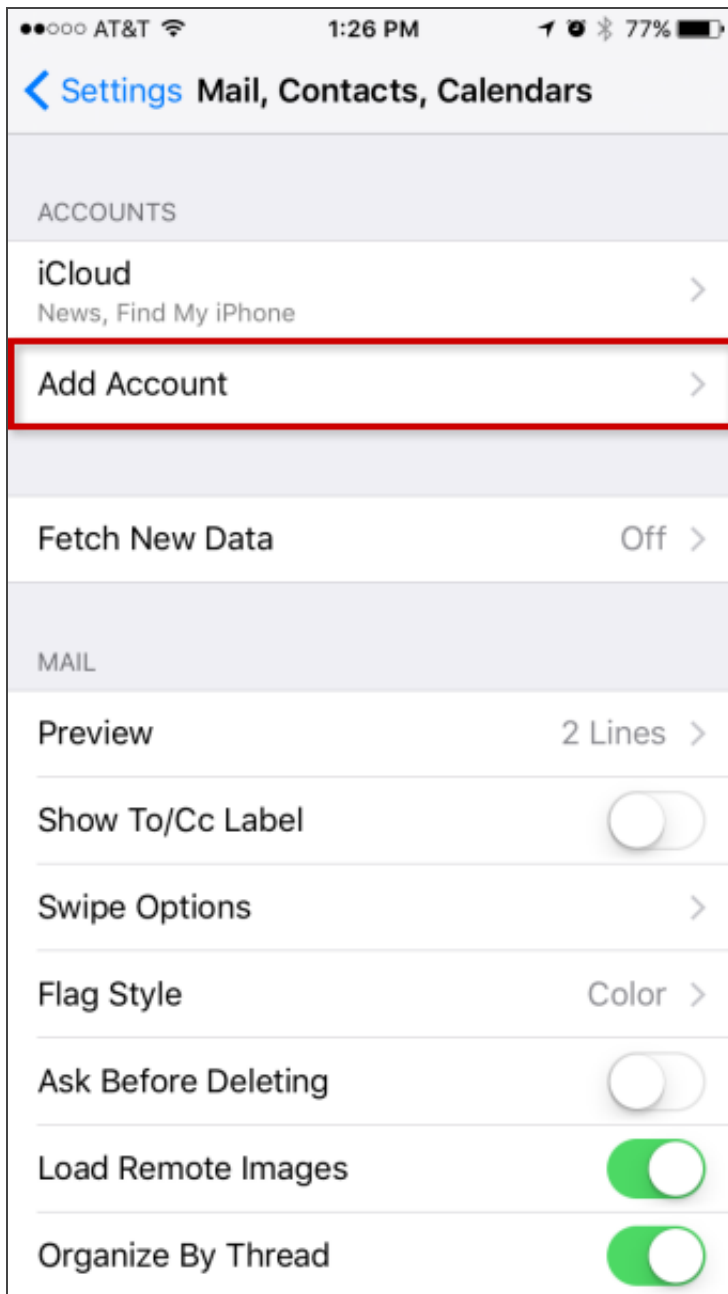 AT&T 1:26 PM 77%
Settings Mail, Contacts, Calendars
ACCOUNTS
iCloud
News, Find My iPhone
Add Account
Fetch New Data Off
MAIL
Preview 2 Lines
Show To/Cc Label
Swipe Options
Flag Style Color
Ask Before Deleting
Load Remote Images
Organize By Thread